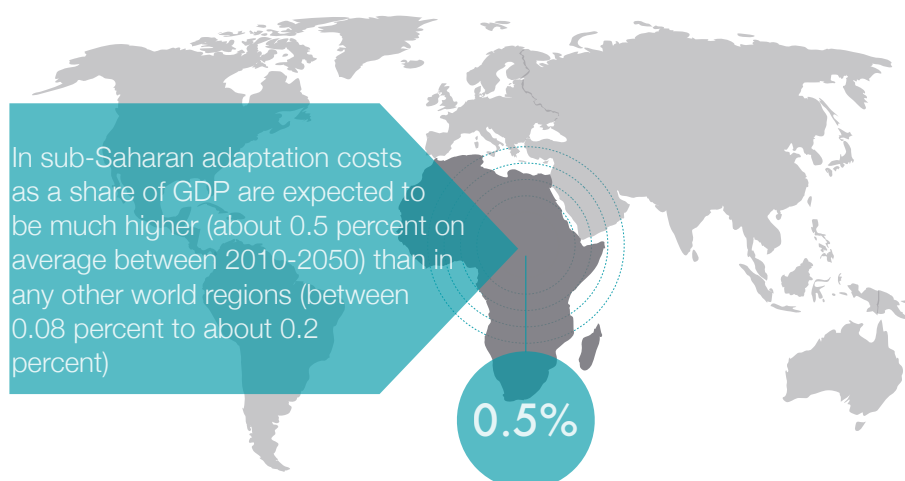 In sub-Saharan adaptation costs
as a share of GDP are expected to
be much higher (about 0.5 percent on
average between 2010-2050) than in
any other world regions (between
0.08 percent to about 0.2
percent)
0.5%